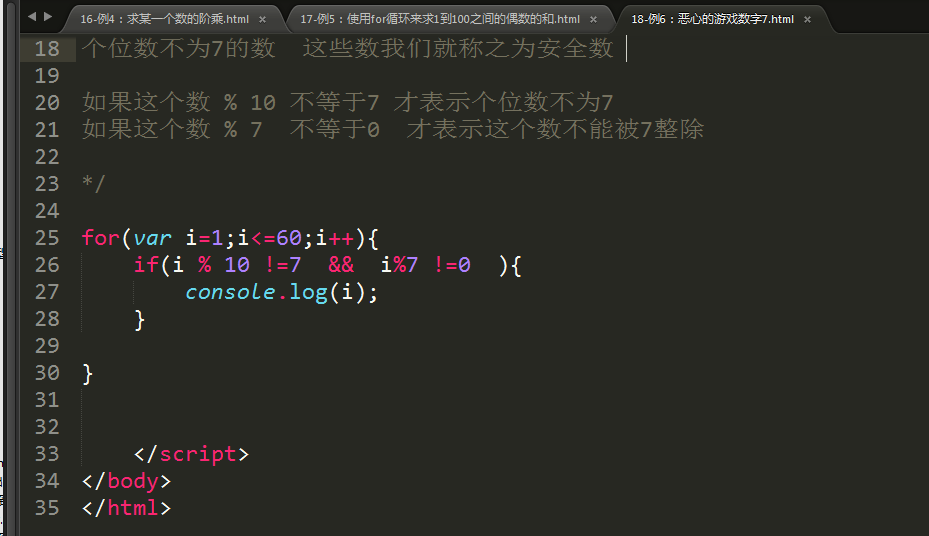 16-例4：求某一个数的阶乘.html × 17-例5：使用for循环来求1到100之间的偶数的和.html × 18-例6：恶心的游戏数字7.html ×
18 个位数不为7的数  这些数我们就称之为安全数
19
20 如果这个数 % 10 不等于7 才表示个位数不为7
21 如果这个数 % 7  不等于0  才表示这个数不能被7整除
22
23 */
24
25 for(var i=1;i<=60;i++){
26     if(i % 10 !=7  &&  i%7 !=0  ){
27         console.log(i);
28     }
29
30 }
31
32
33     </script>
34 </body>
35 </html>